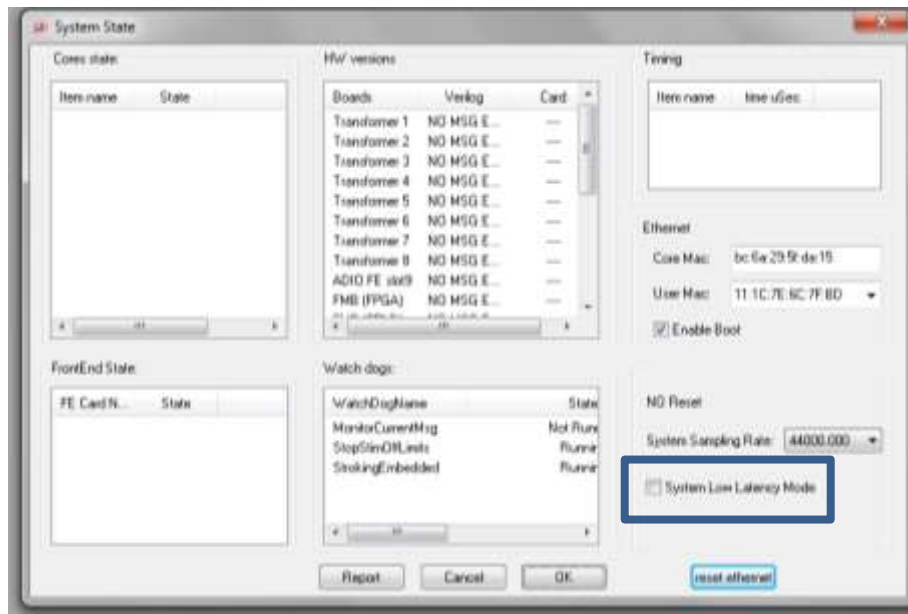 System State
Cores state:
Item name State
HW versions
Boards Verilog Card
Transformer 1 NO MSG E... ---
Transformer 2 NO MSG E... ---
Transformer 3 NO MSG E... ---
Transformer 4 NO MSG E... ---
Transformer 5 NO MSG E... ---
Transformer 6 NO MSG E... ---
Transformer 7 NO MSG E... ---
Transformer 8 NO MSG E... ---
ADIO FE slot9 NO MSG E... ---
FMB (FPGA) NO MSG E... ---
Timing
Item name time uSec
Ethernet
Core Mac: bc:6a:29:5f:da:15
User Mac: 11:1C:7E:6C:7F:BD
Enable Boot
FrontEnd State:
FE Card N... State
Watch dogs:
WatchDogName State
MonitorCurrentMsg Not Runn
StopStimOffLimits Runnin
StrokingEmbedded Runnin
NO Reset
System Sampling Rate: 44000.000
System Low Latency Mode
Report Cancel OK reset ethernet